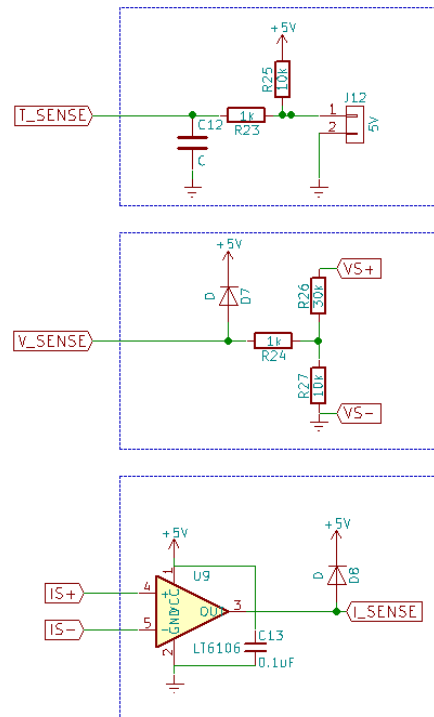 +5V
R25
10k
J12
T_SENSE
C12
1k
R23
1
2
5V
C
+5V
VS+
D
D7
R26
30k
V_SENSE
1k
R24
R27
10k
VS-
+5V
+5V
1
U9
D
D8
IS+
4
+
VCC
OUT
3
I_SENSE
IS-
5
-
GND
2
LT6106
C13
0.1uF